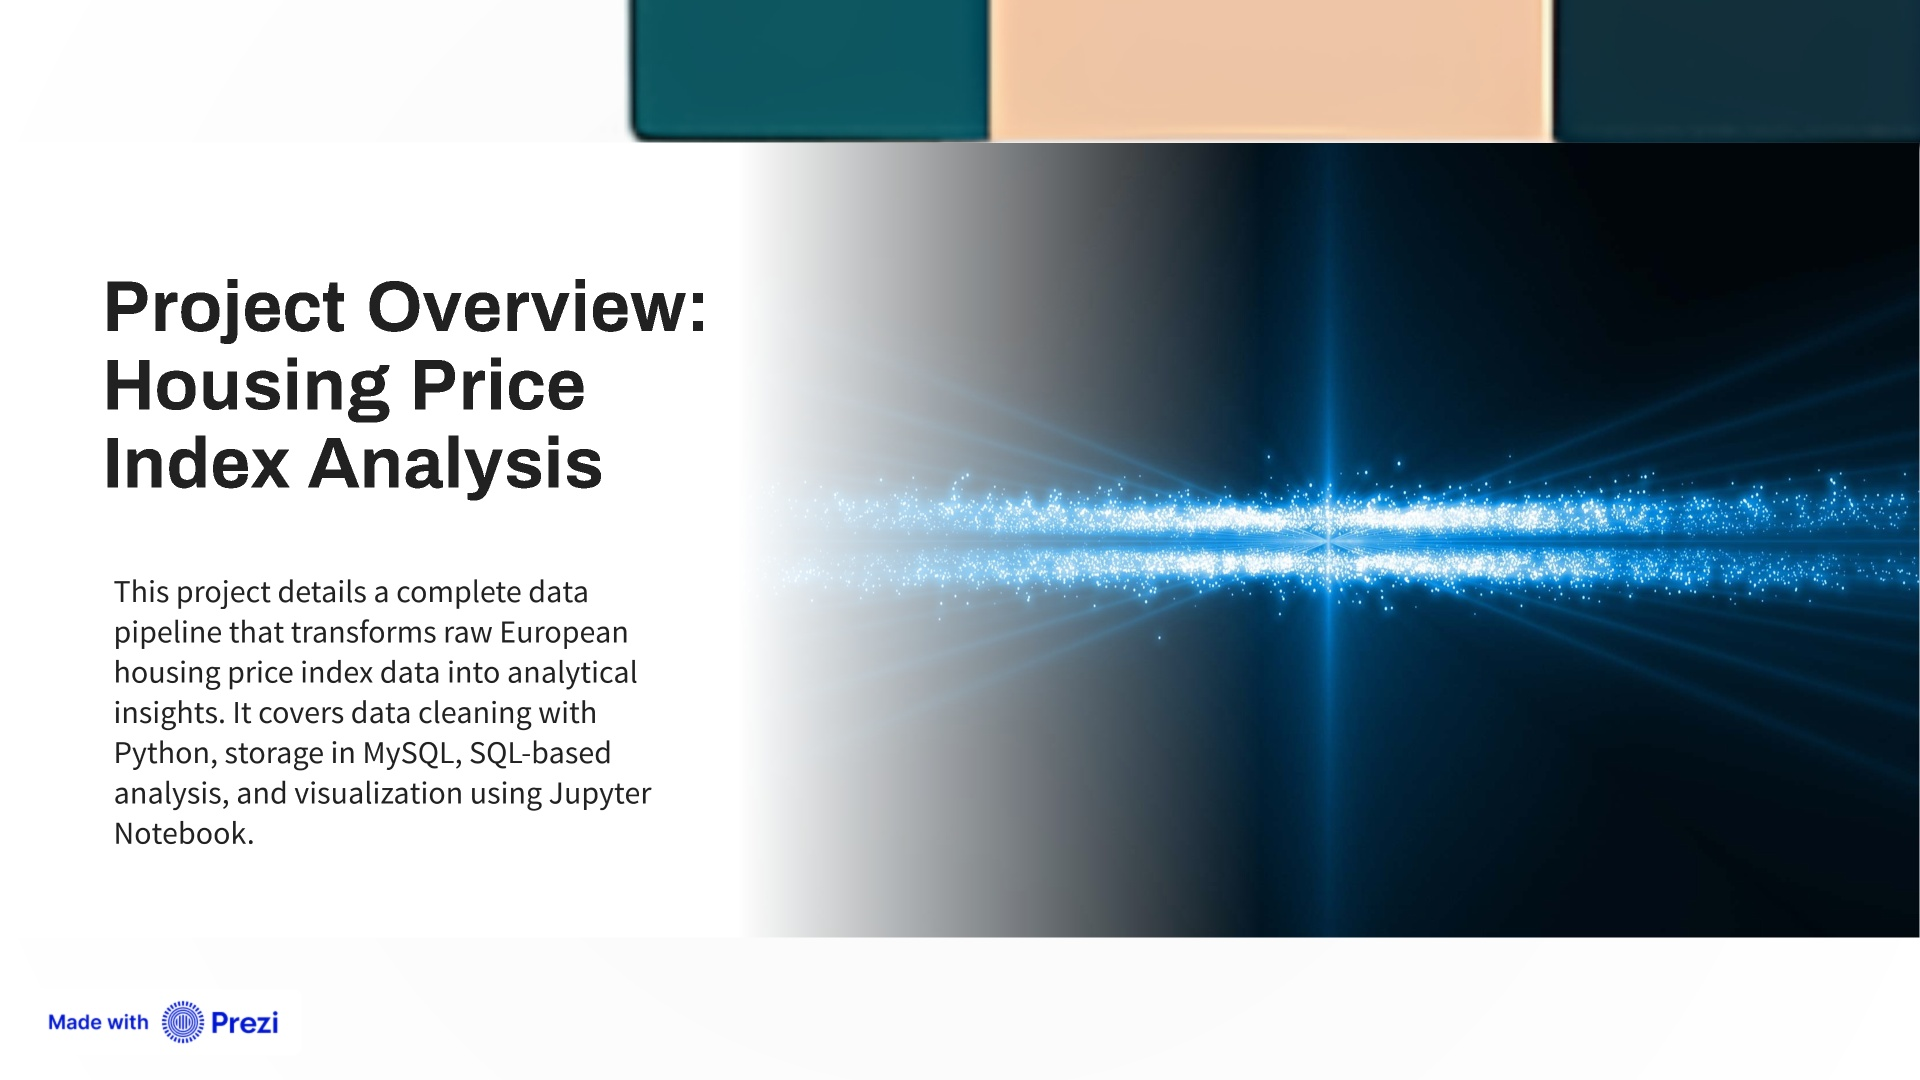 Project Overview:
Housing Price
Index Analysis
This project details a complete data
pipeline that transforms raw European
housing price index data into analytical
insights. It covers data cleaning with
Python, storage in MySQL, SQL-based
analysis, and visualization using Jupyter
Notebook.
Made with Prezi